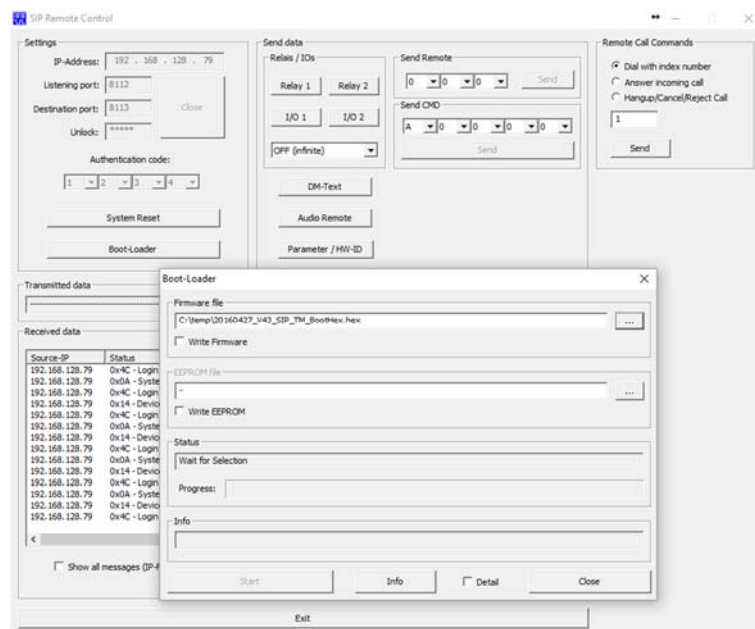 SIP Remote Control
Settings
IP-Address: 192 . 168 . 128 . 79
Listening port: 8112
Destination port: 8113
Close
Unlock: *****
Authentication code:
1 2 3 4
System Reset
Boot-Loader
Send data
Relais / IOs
Relay 1 Relay 2
I/O 1 I/O 2
OFF (infinite)
DM-Text
Audio Remote
Parameter / HW-ID
Send Remote
0 0 0 0 Send
Send CMD
A 0 0 0 0
Send
Remote Call Commands
Dial with index number
Answer incoming call
Hangup/Cancel/Reject Call
1
Send
Transmitted data
Received data
Source-IP Status
192.168.128.79 0x4C - Login
192.168.128.79 0x0A - Syste
192.168.128.79 0x4C - Login
192.168.128.79 0x14 - Device
192.168.128.79 0x4C - Login
192.168.128.79 0x0A - Syste
192.168.128.79 0x14 - Device
192.168.128.79 0x4C - Login
192.168.128.79 0x0A - Syste
192.168.128.79 0x14 - Device
192.168.128.79 0x4C - Login
192.168.128.79 0x0A - Syste
192.168.128.79 0x14 - Device
192.168.128.79 0x4C - Login
Show all messages (IP-
Exit
Boot-Loader
Firmware file
C:\temp\20160427_V43_SIP_TM_BootHex.hex
...
Write Firmware
EEPROM file
-
...
Write EEPROM
Status
Wait for Selection
Progress:
Info
Start Info Detail Close